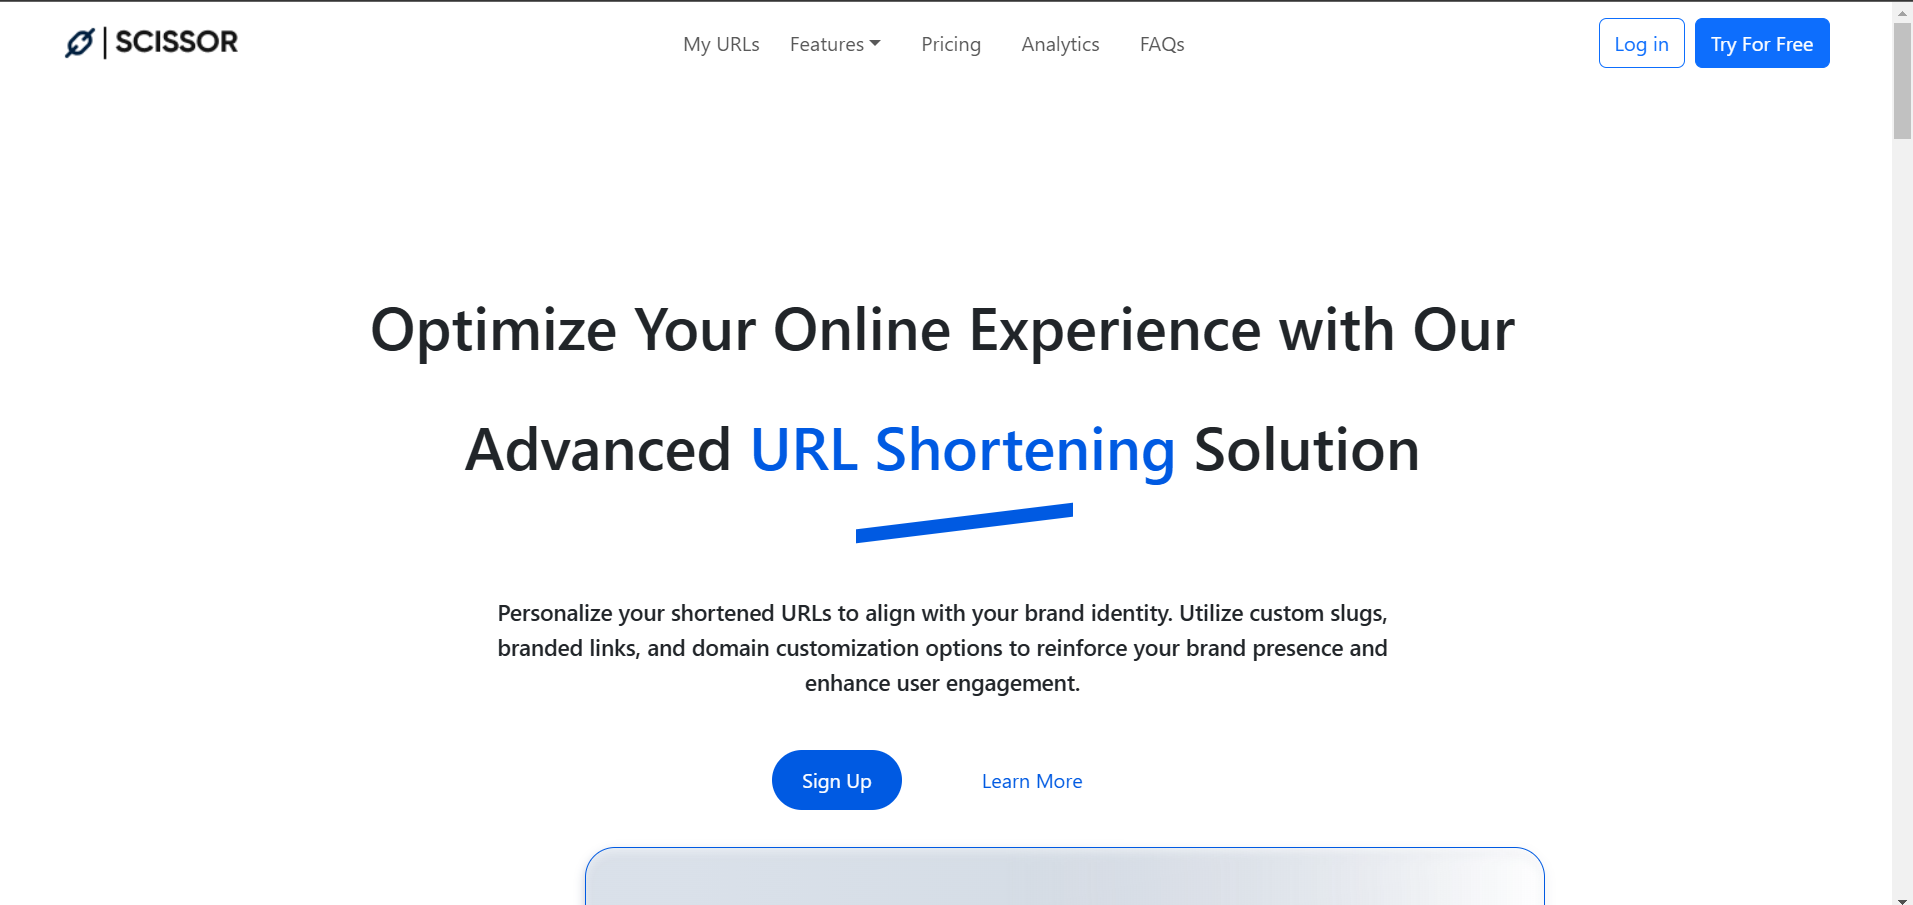 SCISSOR
My URLs Features Pricing Analytics FAQs
Log in Try For Free
Optimize Your Online Experience with Our
Advanced URL Shortening Solution
Personalize your shortened URLs to align with your brand identity. Utilize custom slugs,
branded links, and domain customization options to reinforce your brand presence and
enhance user engagement.
Sign Up Learn More